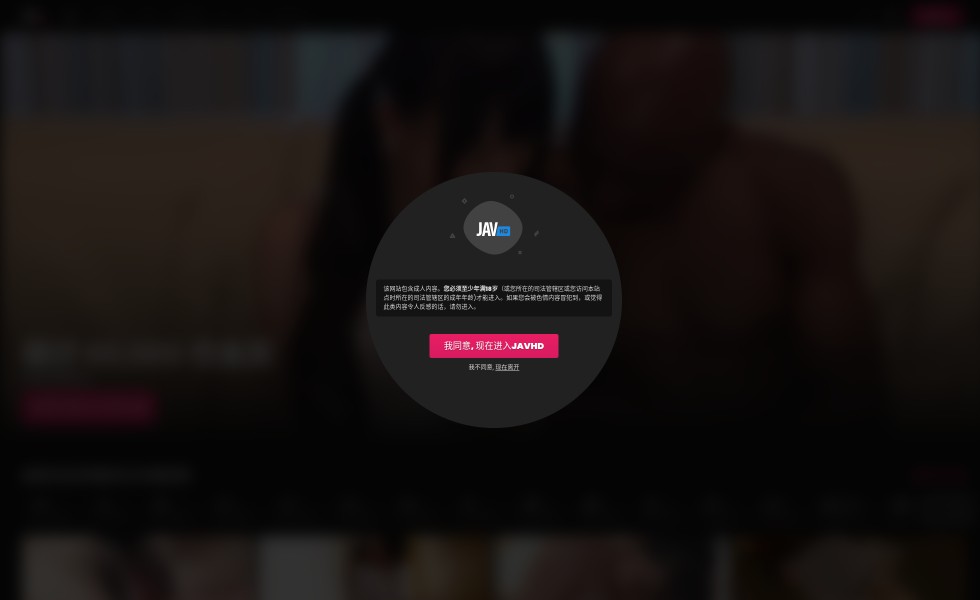 JAV HD
该网站包含成人内容。您必须至少年满18岁（或您所在的司法管辖区或您访问本站
点时所在的司法管辖区的成年年龄)才能进入。如果您会被色情内容冒犯到，或觉得
此类内容令人反感的话，请勿进入。
我同意, 现在进入JAVHD
我不同意, 现在离开